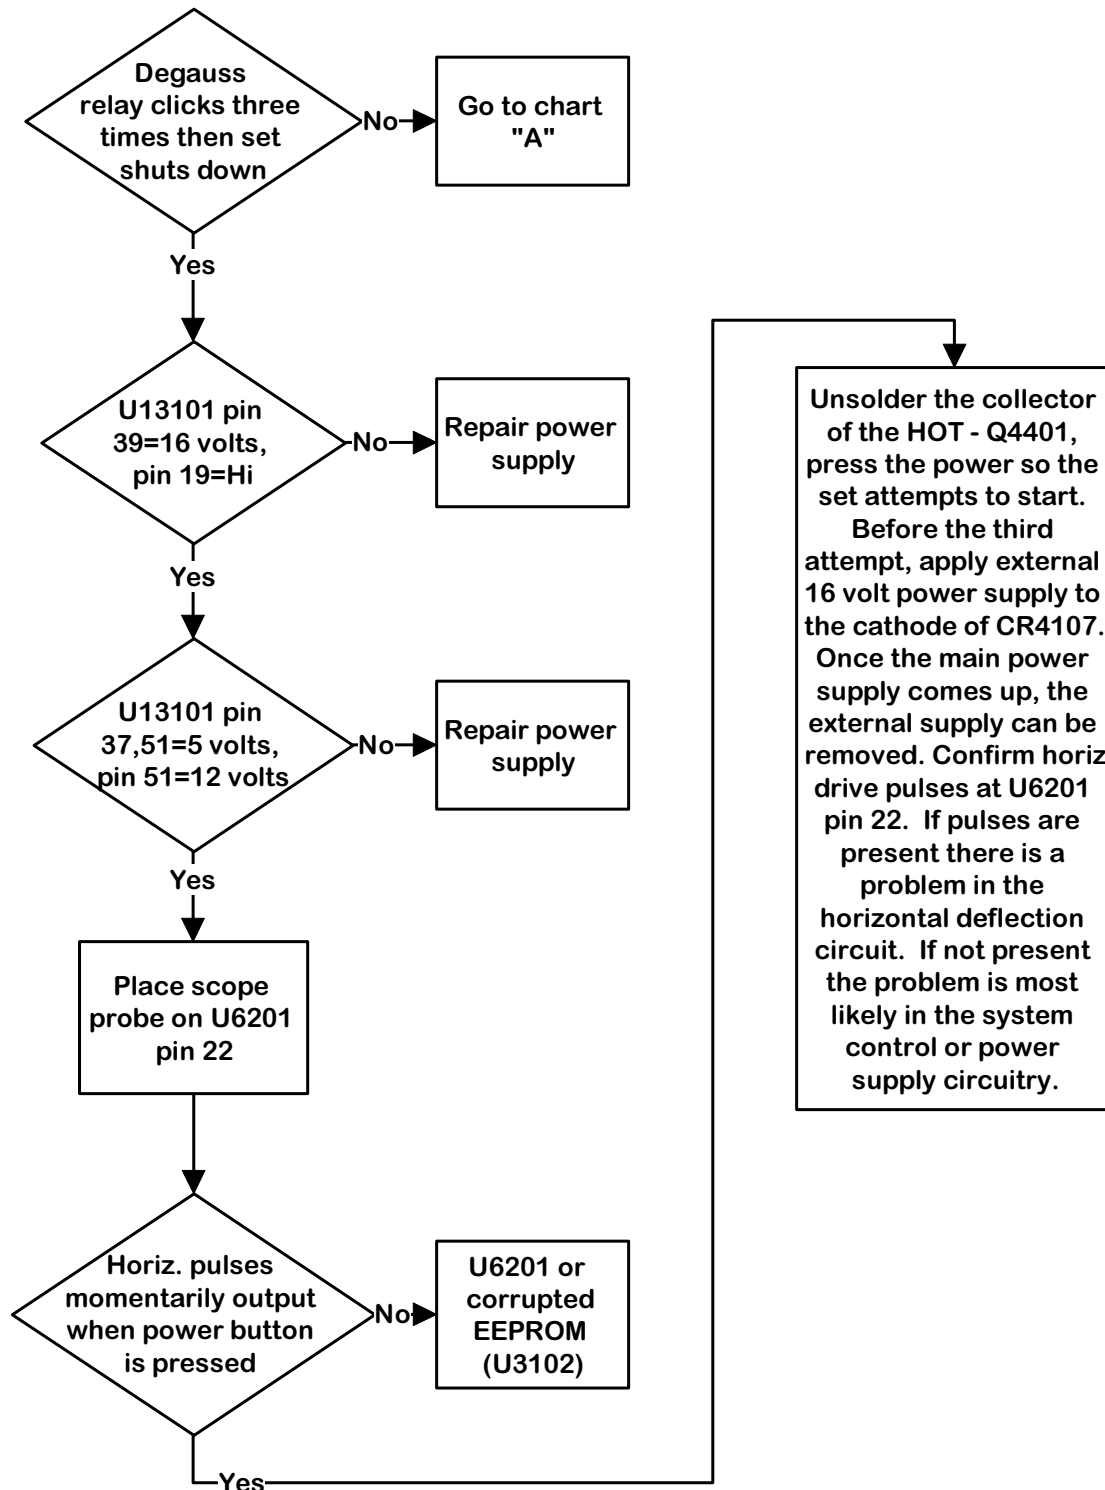 Degauss
relay clicks three
times then set
shuts down
No
Go to chart
"A"
Yes
U13101 pin
39=16 volts,
pin 19=Hi
No
Repair power
supply
Yes
U13101 pin
37,51=5 volts,
pin 51=12 volts
No
Repair power
supply
Yes
Place scope
probe on U6201
pin 22
Horiz. pulses
momentarily output
when power button
is pressed
No
U6201 or
corrupted
EEPROM
(U3102)
Yes
Unsolder the collector
of the HOT - Q4401,
press the power so the
set attempts to start.
Before the third
attempt, apply external
16 volt power supply to
the cathode of CR4107.
Once the main power
supply comes up, the
external supply can be
removed. Confirm horiz
drive pulses at U6201
pin 22. If pulses are
present there is a
problem in the
horizontal deflection
circuit. If not present
the problem is most
likely in the system
control or power
supply circuitry.